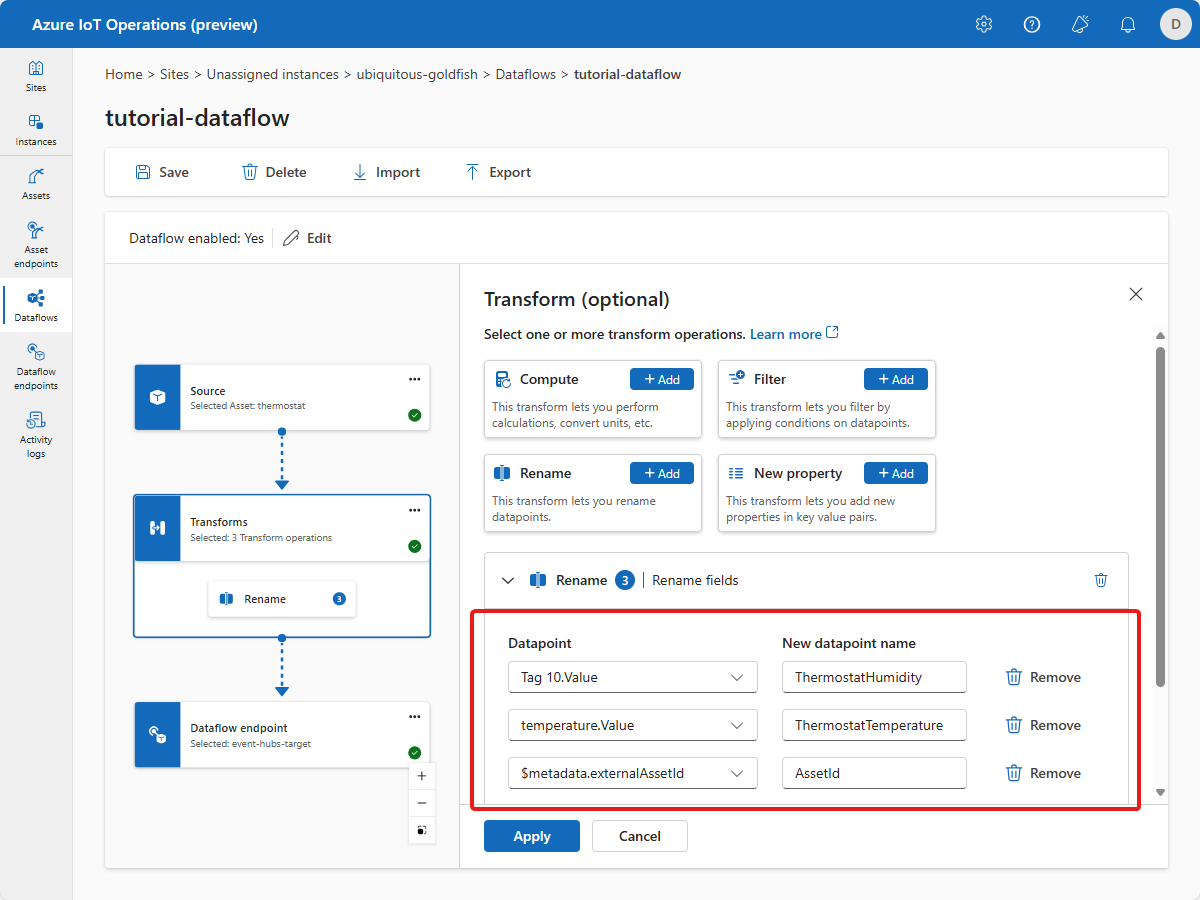 Azure IoT Operations (preview)
D
Sites
Instances
Assets
Asset
endpoints
Dataflows
Dataflow
endpoints
Activity
logs
Home > Sites > Unassigned instances > ubiquitous-goldfish > Dataflows > tutorial-dataflow
tutorial-dataflow
Save Delete Import Export
Dataflow enabled: Yes Edit
Source
Selected Asset: thermostat
Transforms
Selected: 3 Transform operations
Rename 3
Dataflow endpoint
Selected: event-hubs-target
Transform (optional)
Select one or more transform operations. Learn more
Compute + Add
This transform lets you perform
calculations, convert units, etc.
Filter + Add
This transform lets you filter by
applying conditions on datapoints.
Rename + Add
This transform lets you rename
datapoints.
New property + Add
This transform lets you add new
properties in key value pairs.
Rename 3 | Rename fields
Datapoint New datapoint name
Tag 10.Value ThermostatHumidity Remove
temperature.Value ThermostatTemperature Remove
$metadata.externalAssetId AssetId Remove
Apply Cancel